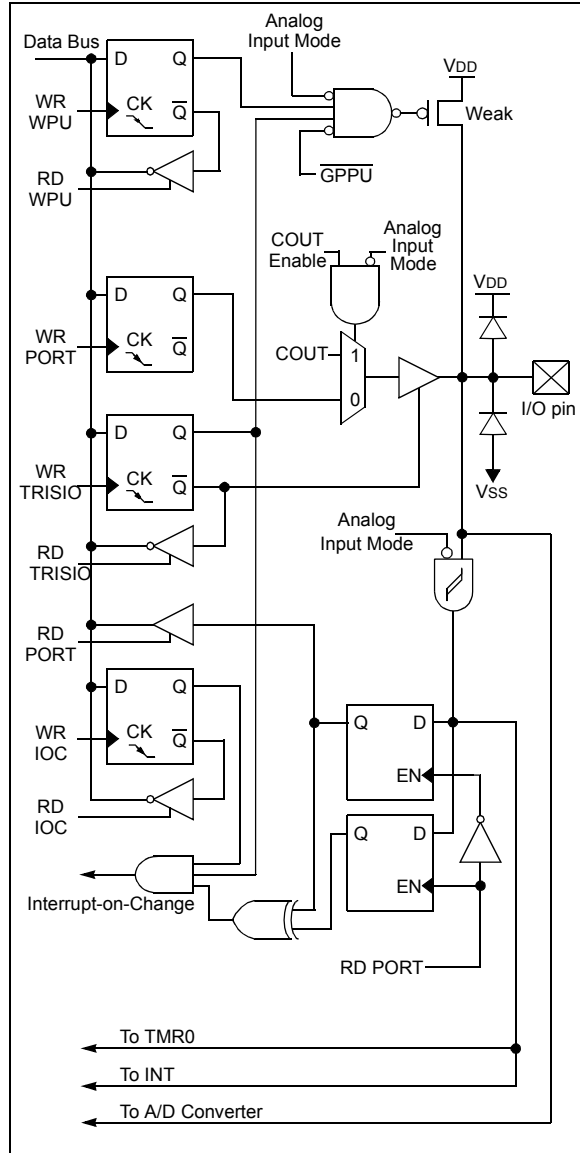 Analog
Input Mode
Data Bus
D Q
VDD
WR
WPU
CK
Q
Weak
RD
WPU
GPPU
COUT
Enable
Analog
Input
Mode
VDD
D Q
WR
PORT
CK
Q
COUT
1
0
I/O pin
D Q
WR
TRISIO
CK
Q
VSS
Analog
Input Mode
RD
TRISIO
RD
PORT
D Q
Q D
WR
IOC
CK
Q
EN
RD
IOC
Q D
EN
Interrupt-on-Change
RD PORT
To TMR0
To INT
To A/D Converter